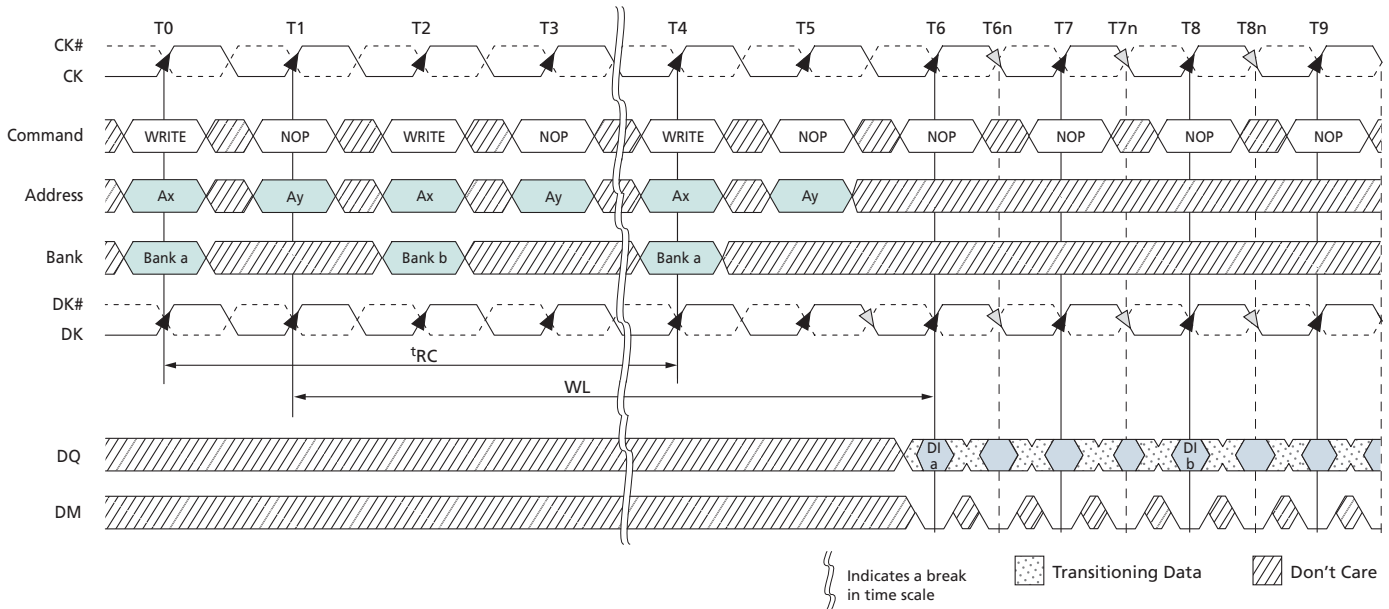 T0 T1 T2 T3 T4 T5 T6 T6n T7 T7n T8 T8n T9
CK#
CK
Command WRITE NOP WRITE NOP WRITE NOP NOP NOP NOP NOP
Address Ax Ay Ax Ay Ax Ay
Bank Bank a Bank b Bank a
DK#
DK
tRC
WL
DQ DI a DI b
DM
Indicates a break
in time scale
Transitioning Data
Don't Care